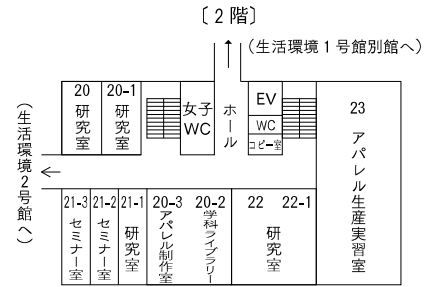 〔２階〕
(生活環境１号館別館へ)
20
研究室
20-1
研究室
女子
WC
ホール
EV
WC
コピー室
23
アパレル生産実習室
(生活環境２号館へ)
21-3
セミナー室
21-2
セミナー室
21-1
研究室
20-3
アパレル制作室
20-2
学科ライブラリー
22 22-1
研究室